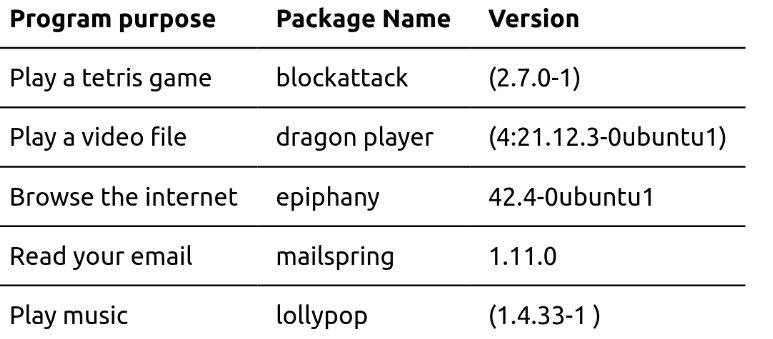 Program purpose Package Name Version
Play a tetris game blockattack (2.7.0-1)
Play a video file dragon player (4:21.12.3-0ubuntu1)
Browse the internet epiphany 42.4-0ubuntu1
Read your email mailspring 1.11.0
Play music lollypop (1.4.33-1 )